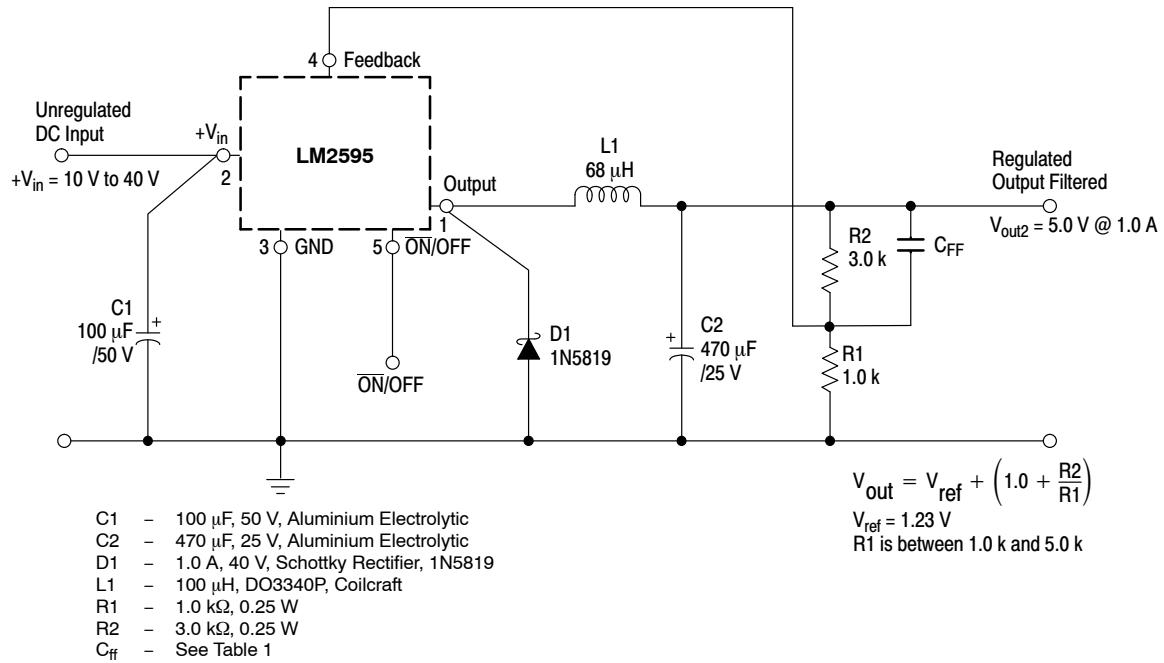 4 Feedback
Unregulated
DC Input
+Vin
+Vin = 10 V to 40 V
2
LM2595
L1
68 μH
Output
1
Regulated
Output Filtered
Vout2 = 5.0 V @ 1.0 A
3 GND
5 ON/OFF
R2
3.0 k
CFF
C1
100 μF
/50 V
+
ON/OFF
D1
1N5819
+
C2
470 μF
/25 V
R1
1.0 k
Vout = Vref + (1.0 + R2/R1)
Vref = 1.23 V
R1 is between 1.0 k and 5.0 k
C1 – 100 μF, 50 V, Aluminium Electrolytic
C2 – 470 μF, 25 V, Aluminium Electrolytic
D1 – 1.0 A, 40 V, Schottky Rectifier, 1N5819
L1 – 100 μH, DO3340P, Coilcraft
R1 – 1.0 kΩ, 0.25 W
R2 – 3.0 kΩ, 0.25 W
Cff – See Table 1